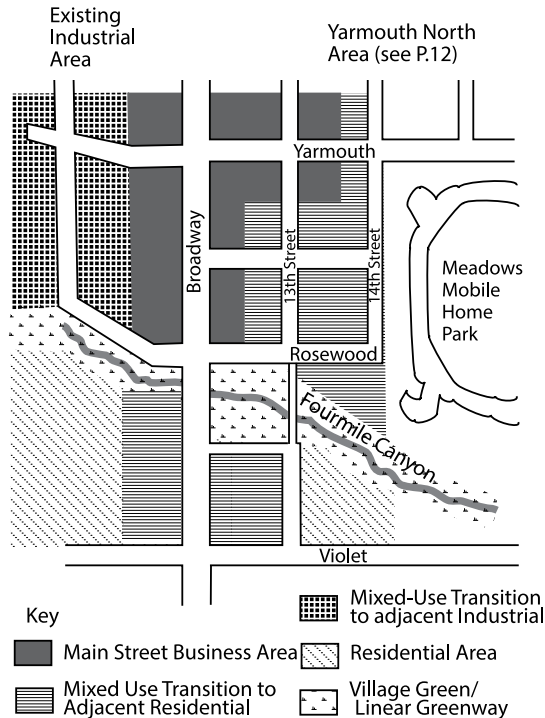 Existing
Industrial
Area
Yarmouth North
Area (see P.12)
Yarmouth
Broadway
13th Street
14th Street
Meadows
Mobile
Home
Park
Rosewood
Fourmile Canyon
Violet
Key
Mixed-Use Transition
to adjacent Industrial
Main Street Business Area
Residential Area
Mixed Use Transition to
Adjacent Residential
Village Green/
Linear Greenway